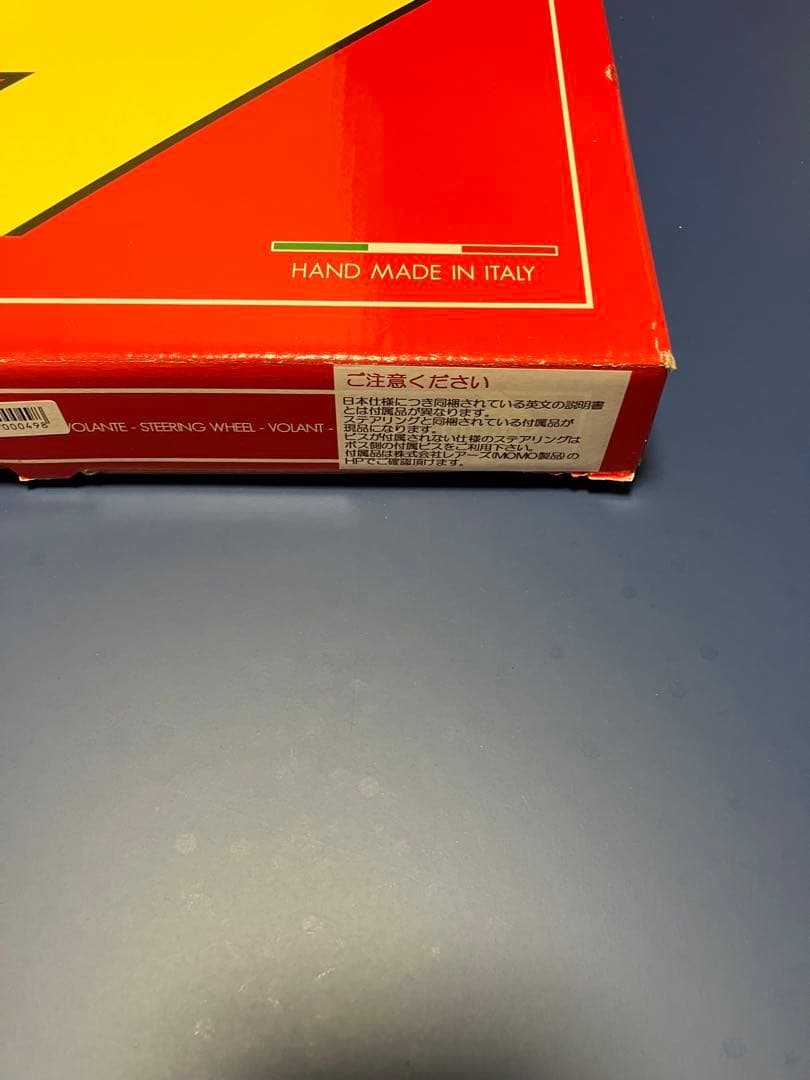 HAND MADE IN ITALY
ご注意ください
日本仕様につき同梱されている英文の説明書
とは付属品が異なります。
ステアリングと同梱されている付属品が
現品になります。
ビスが付属されない仕様のステアリングは
ボス側の付属ビスをご利用下さい。
付属品は株式会社レアーズ(MOMO製品)の
HPでご確認頂けます。
000498
VOLANTE - STEERING WHEEL - VOLANT -